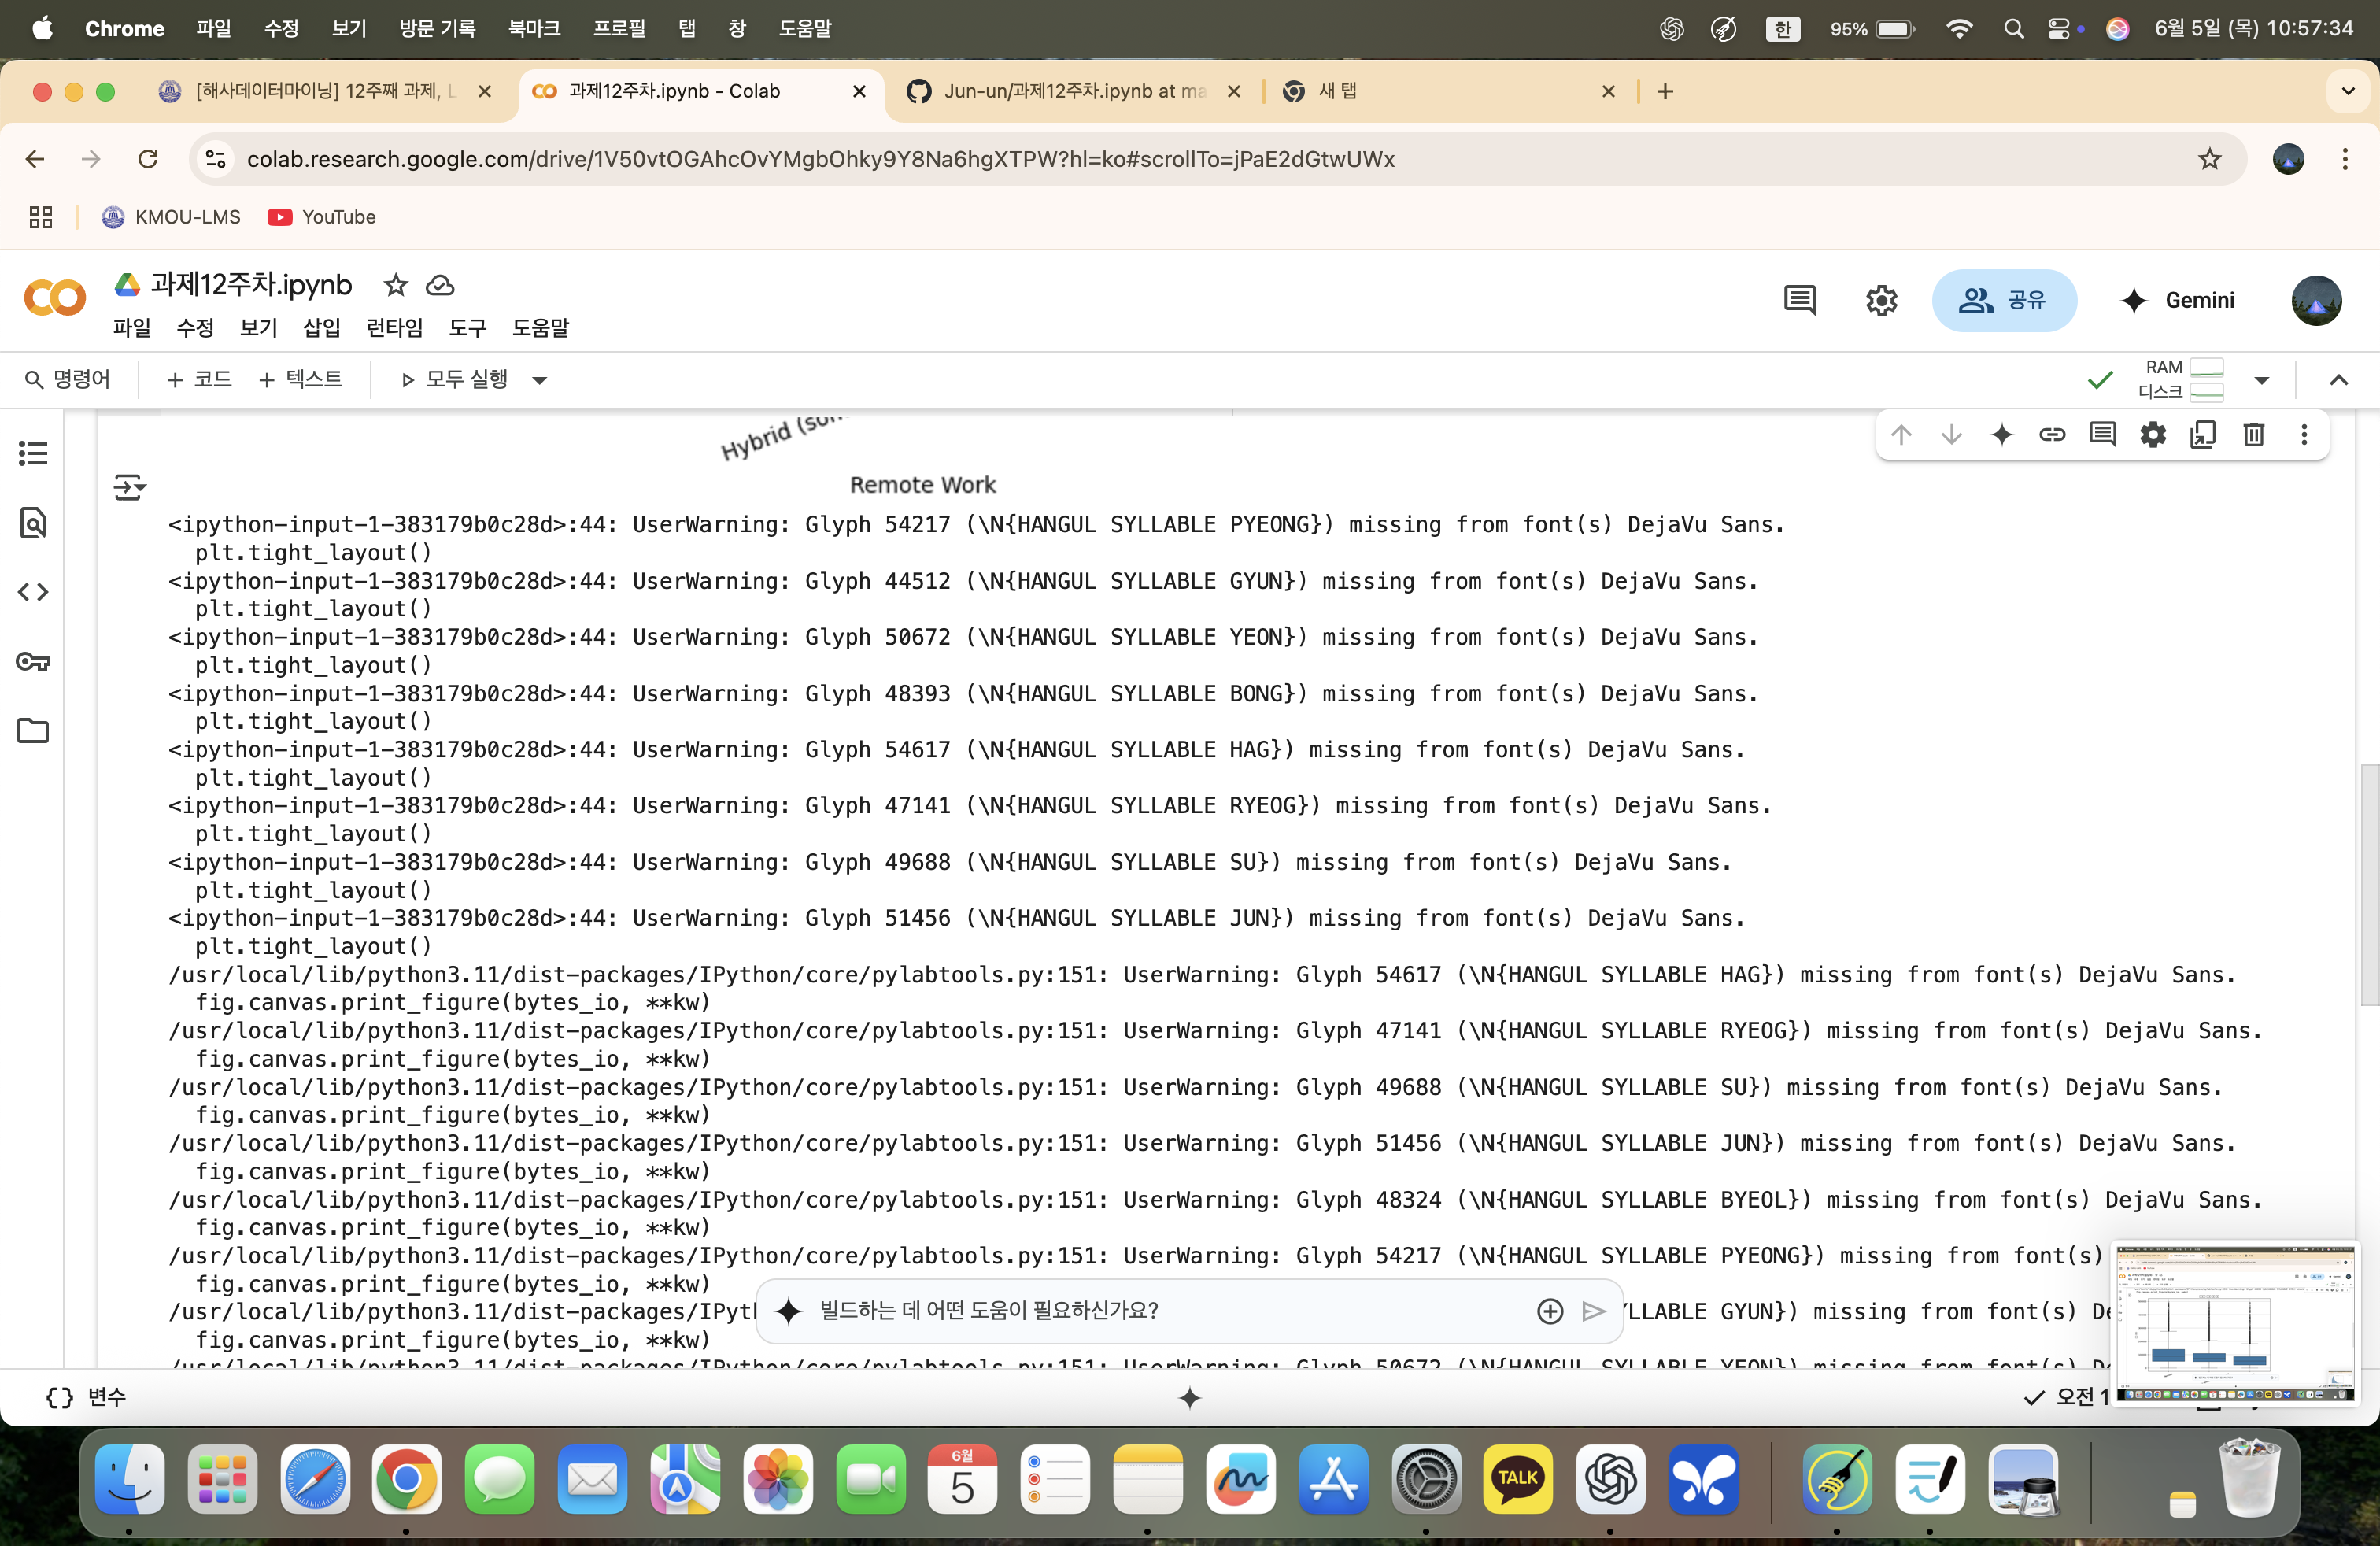 Chrome 파일 수정 보기 방문 기록 북마크 프로필 탭 창 도움말 한 95% 6월 5일 (목) 10:57:34
[해사데이터마이닝] 12주째 과제, 과제12주차.ipynb - Colab Jun-un/과제12주차.ipynb at ma 새 탭
colab.research.google.com/drive/1V50vtOGAhcOvYMgbOhky9Y8Na6hgXTPW?hl=ko#scrollTo=jPaE2dGtwUWx
KMOU-LMS YouTube
과제12주차.ipynb
공유 Gemini
파일 수정 보기 삽입 런타임 도구 도움말
명령어 + 코드 + 텍스트 모두 실행 RAM
디스크
Hybrid
Remote Work
<ipython-input-1-383179b0c28d>:44: UserWarning: Glyph 54217 (\N{HANGUL SYLLABLE PYEONG}) missing from font(s) DejaVu Sans.
plt.tight_layout()
<ipython-input-1-383179b0c28d>:44: UserWarning: Glyph 44512 (\N{HANGUL SYLLABLE GYUN}) missing from font(s) DejaVu Sans.
plt.tight_layout()
<ipython-input-1-383179b0c28d>:44: UserWarning: Glyph 50672 (\N{HANGUL SYLLABLE YEON}) missing from font(s) DejaVu Sans.
plt.tight_layout()
<ipython-input-1-383179b0c28d>:44: UserWarning: Glyph 48393 (\N{HANGUL SYLLABLE BONG}) missing from font(s) DejaVu Sans.
plt.tight_layout()
<ipython-input-1-383179b0c28d>:44: UserWarning: Glyph 54617 (\N{HANGUL SYLLABLE HAG}) missing from font(s) DejaVu Sans.
plt.tight_layout()
<ipython-input-1-383179b0c28d>:44: UserWarning: Glyph 47141 (\N{HANGUL SYLLABLE RYEOG}) missing from font(s) DejaVu Sans.
plt.tight_layout()
<ipython-input-1-383179b0c28d>:44: UserWarning: Glyph 49688 (\N{HANGUL SYLLABLE SU}) missing from font(s) DejaVu Sans.
plt.tight_layout()
<ipython-input-1-383179b0c28d>:44: UserWarning: Glyph 51456 (\N{HANGUL SYLLABLE JUN}) missing from font(s) DejaVu Sans.
plt.tight_layout()
/usr/local/lib/python3.11/dist-packages/IPython/core/pylabtools.py:151: UserWarning: Glyph 54617 (\N{HANGUL SYLLABLE HAG}) missing from font(s) DejaVu Sans.
fig.canvas.print_figure(bytes_io, **kw)
/usr/local/lib/python3.11/dist-packages/IPython/core/pylabtools.py:151: UserWarning: Glyph 47141 (\N{HANGUL SYLLABLE RYEOG}) missing from font(s) DejaVu Sans.
fig.canvas.print_figure(bytes_io, **kw)
/usr/local/lib/python3.11/dist-packages/IPython/core/pylabtools.py:151: UserWarning: Glyph 49688 (\N{HANGUL SYLLABLE SU}) missing from font(s) DejaVu Sans.
fig.canvas.print_figure(bytes_io, **kw)
/usr/local/lib/python3.11/dist-packages/IPython/core/pylabtools.py:151: UserWarning: Glyph 51456 (\N{HANGUL SYLLABLE JUN}) missing from font(s) DejaVu Sans.
fig.canvas.print_figure(bytes_io, **kw)
/usr/local/lib/python3.11/dist-packages/IPython/core/pylabtools.py:151: UserWarning: Glyph 48324 (\N{HANGUL SYLLABLE BYEOL}) missing from font(s) DejaVu Sans.
fig.canvas.print_figure(bytes_io, **kw)
/usr/local/lib/python3.11/dist-packages/IPython/core/pylabtools.py:151: UserWarning: Glyph 54217 (\N{HANGUL SYLLABLE PYEONG}) missing from font(s)
fig.canvas.print_figure(bytes_io, **kw)
/usr/local/lib/python3.11/dist-packages/IPyt LLABLE GYUN}) missing from font(s) De
fig.canvas.print_figure(bytes_io, **kw)
/usr/local/lib/python3.11/dist-packages/IPython/core/pylabtools.py:151: UserWarning: Glyph 50672 (\N{HANGUL SYLLABLE YEON}) missing from font(s)
빌드하는 데 어떤 도움이 필요하신가요?
{} 변수 오전
6월
5
TALK